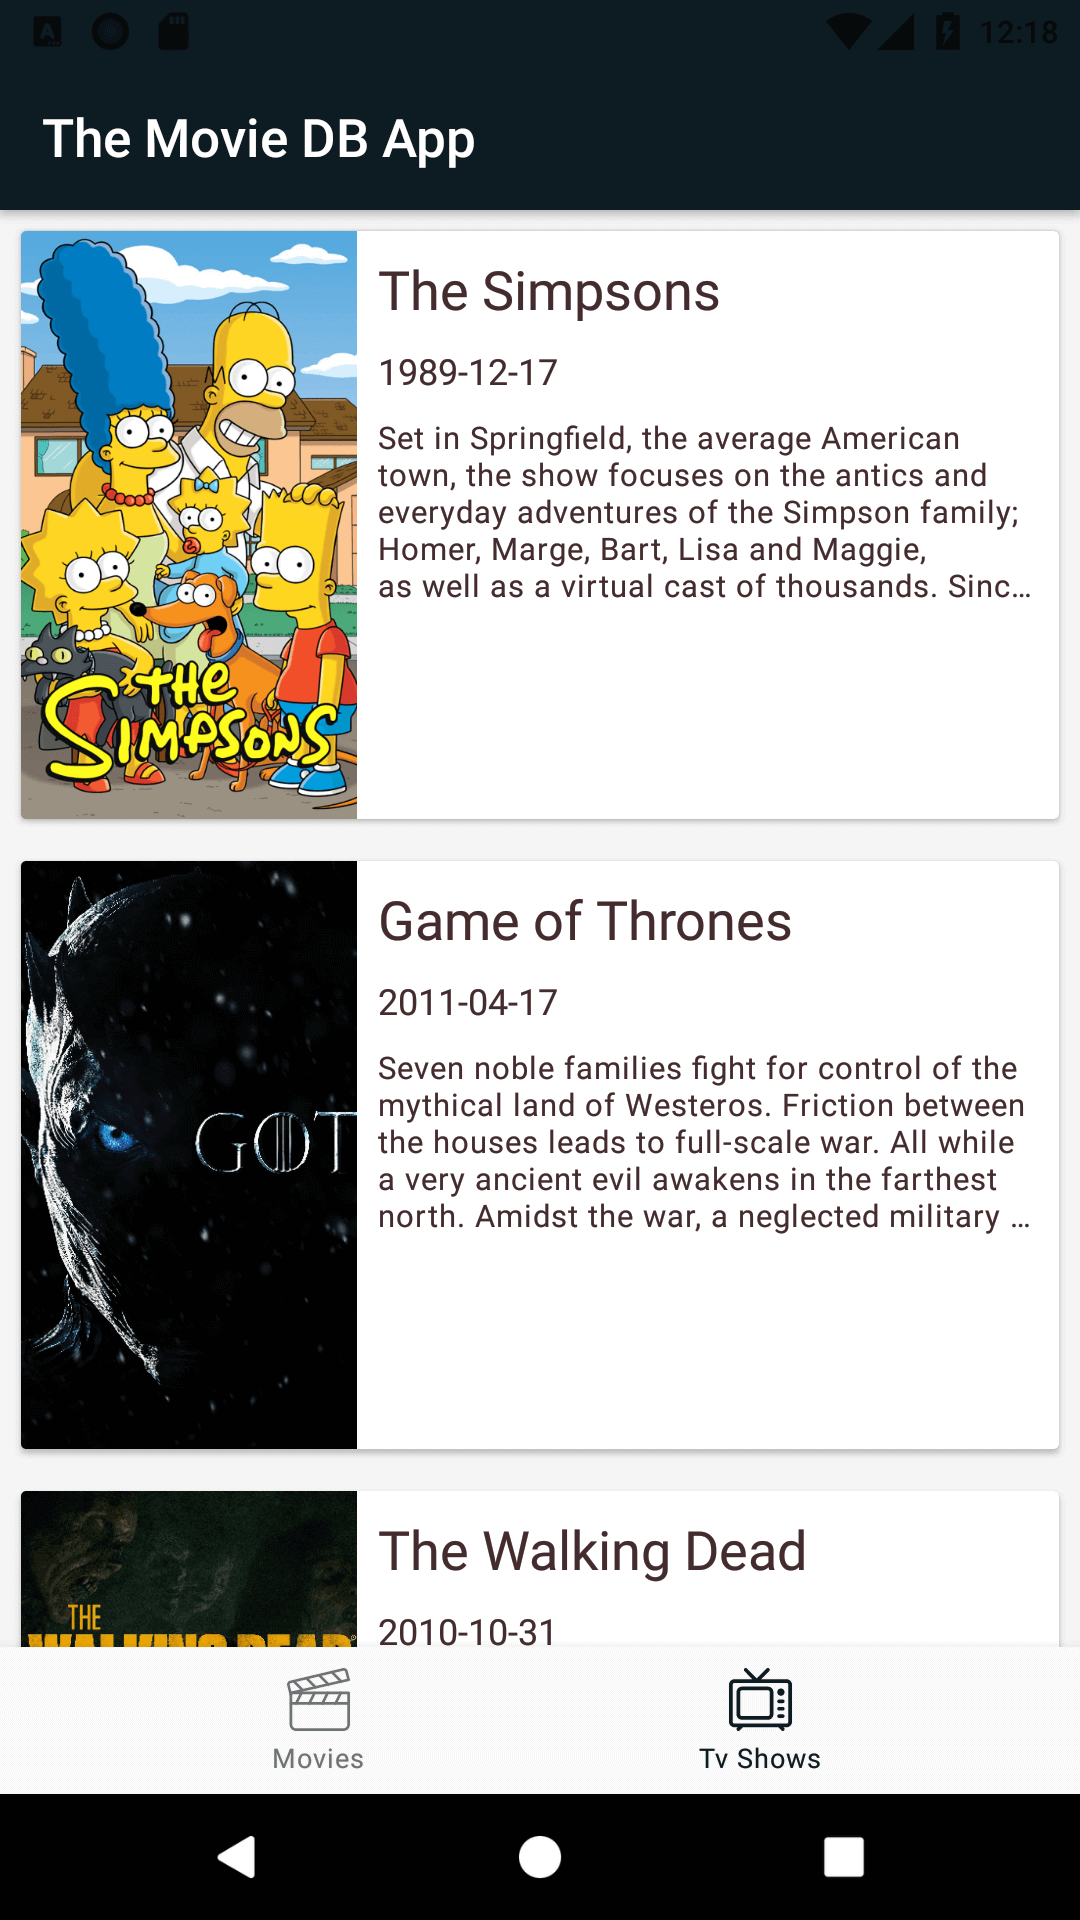 12:18
The Movie DB App
The Simpsons
1989-12-17
Set in Springfield, the average American
town, the show focuses on the antics and
everyday adventures of the Simpson family;
Homer, Marge, Bart, Lisa and Maggie,
as well as a virtual cast of thousands. Sinc...
THE
SIMPSONS
Game of Thrones
2011-04-17
Seven noble families fight for control of the
mythical land of Westeros. Friction between
the houses leads to full-scale war. All while
a very ancient evil awakens in the farthest
north. Amidst the war, a neglected military ...
GOT
The Walking Dead
2010-10-31
THE
WALKING DEAD
Movies
Tv Shows